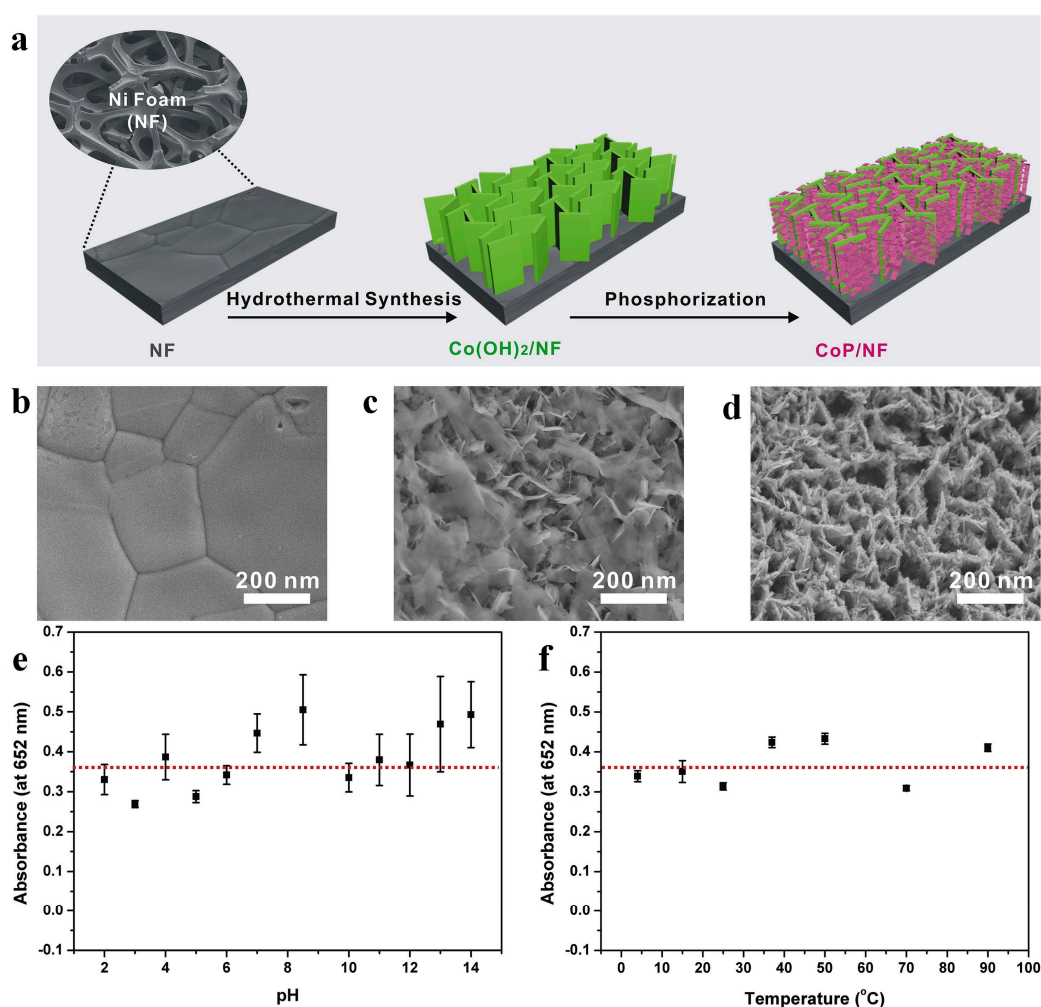 a
Ni Foam
(NF)
Hydrothermal Synthesis
Phosphorization
NF
Co(OH)2/NF
CoP/NF
b
c
d
200 nm
200 nm
200 nm
e
0.7
0.6
0.5
0.4
0.3
0.2
0.1
0.0
-0.1
Absorbance (at 652 nm)
2 4 6 8 10 12 14
pH
f
0.7
0.6
0.5
0.4
0.3
0.2
0.1
0.0
-0.1
Absorbance (at 652 nm)
0 10 20 30 40 50 60 70 80 90 100
Temperature (°C)